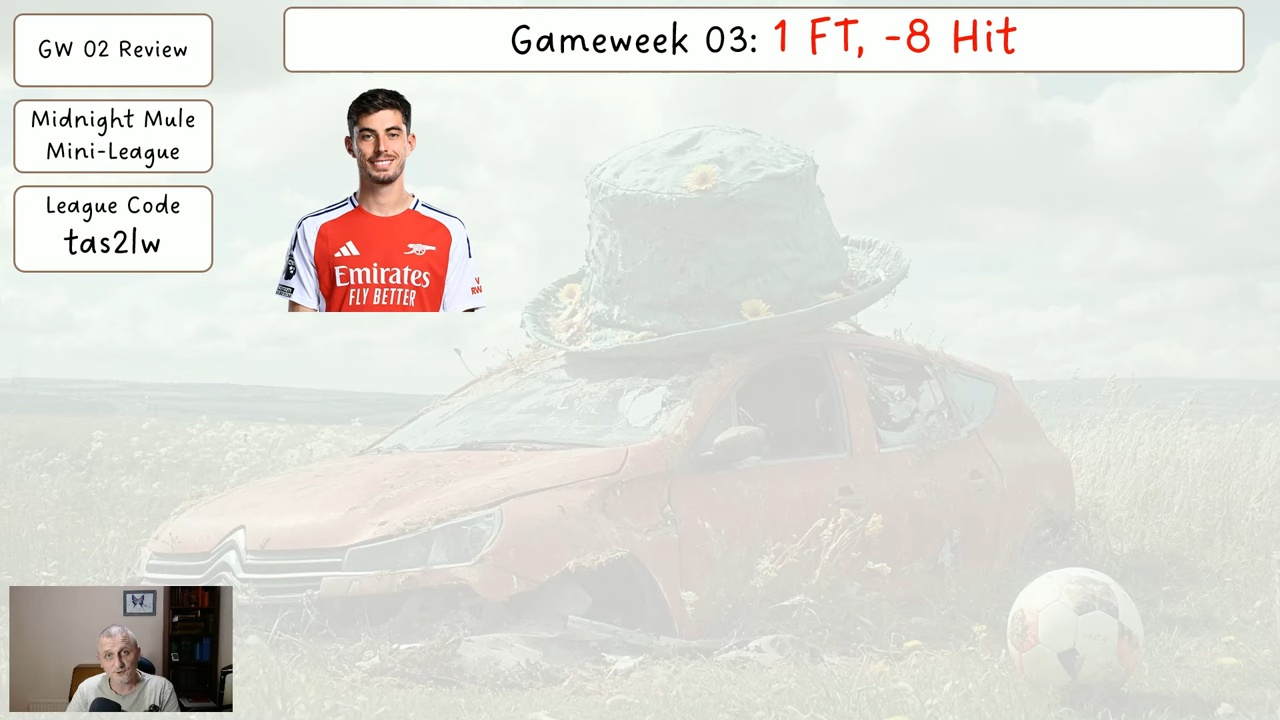 GW 02 Review
Midnight Mule
Mini-League
League Code
tas2lw
Gameweek 03: 1 FT, -8 Hit
Emirates
FLY BETTER
V
RW